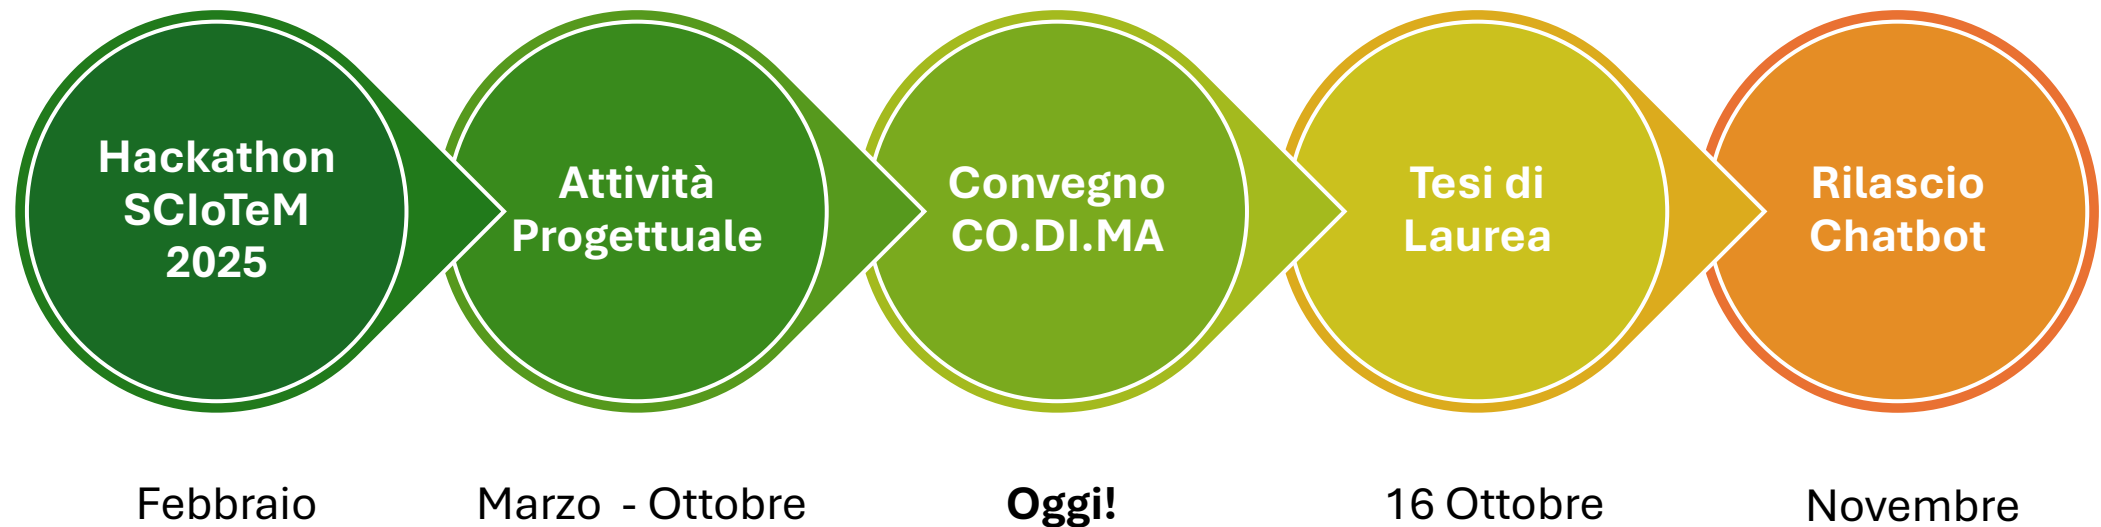 Hackathon
SCIoTeM
2025
Attività
Progettuale
Convegno
CO.DI.MA
Tesi di
Laurea
Rilascio
Chatbot
Febbraio
Marzo - Ottobre
Oggi!
16 Ottobre
Novembre